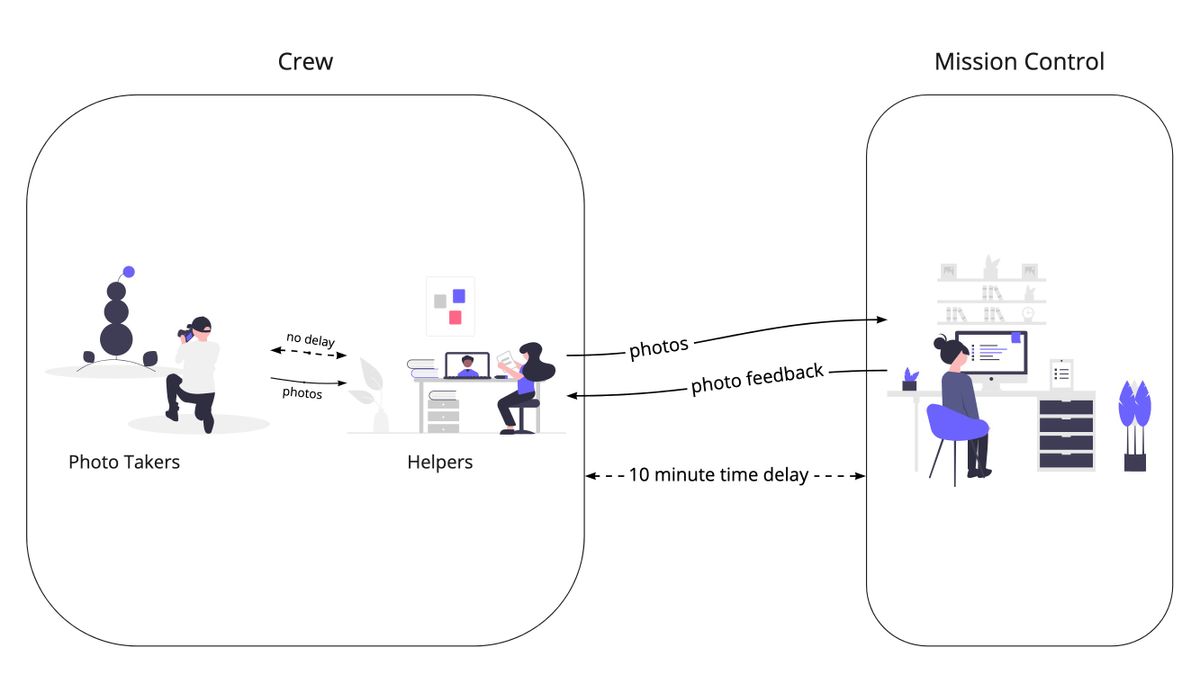 Crew
Mission Control
no delay
photos
photos
photo feedback
Photo Takers
Helpers
10 minute time delay